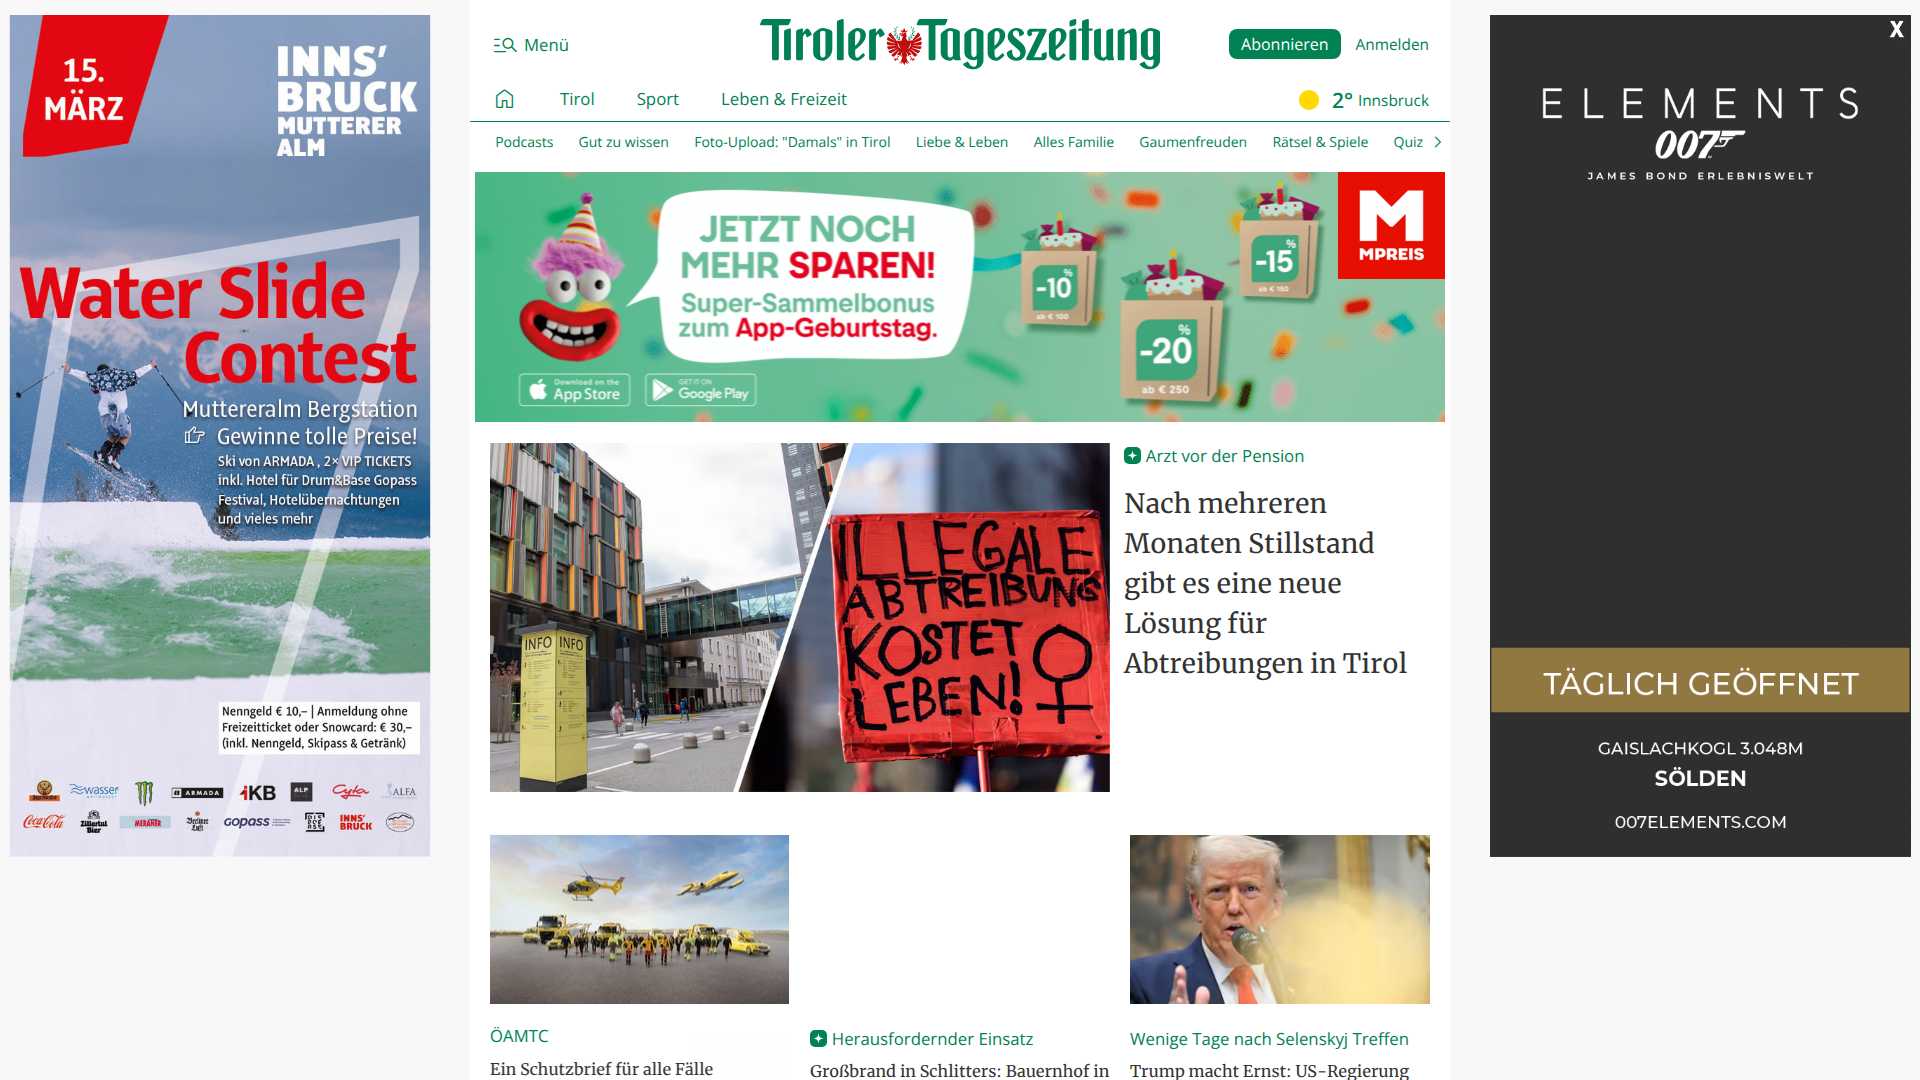 15.
MÄRZ
INNS'
BRUCK
MUTTERER
ALM
Water Slide
Contest
Muttereralm Bergstation
Gewinne tolle Preise!
Ski von ARMADA , 2× VIP TICKETS
inkl. Hotel für Drum&Base Gopass
Festival, Hotelübernachtungen
und vieles mehr
Nenngeld € 10,– | Anmeldung ohne
Freizeitticket oder Snowcard: € 30,–
(inkl. Nenngeld, Skipass & Getränk)
wasser
ARMADA
iKB
ALP
Cyta
ALFA
Coca-Cola
Zillertal
Bier
MERANER
Berliner
Luft
GOPASS
INNS'
BRUCK
Menü
Tiroler Tageszeitung
Abonnieren
Anmelden
Tirol
Sport
Leben & Freizeit
2° Innsbruck
Podcasts
Gut zu wissen
Foto-Upload: "Damals" in Tirol
Liebe & Leben
Alles Familie
Gaumenfreuden
Rätsel & Spiele
Quiz
JETZT NOCH
MEHR SPAREN!
Super-Sammelbonus
zum App-Geburtstag.
Download on the
App Store
GET IT ON
Google Play
-10%
ab € 100
-20%
ab € 250
-15%
ab € 150
MPREIS
INFO INFO
ILLEGALE
ABTREIBUNG
KOSTET
LEBEN!
Arzt vor der Pension
Nach mehreren
Monaten Stillstand
gibt es eine neue
Lösung für
Abtreibungen in Tirol
ÖAMTC
Ein Schutzbrief für alle Fälle
Herausfordernder Einsatz
Großbrand in Schlitters: Bauernhof in
Wenige Tage nach Selenskyj Treffen
Trump macht Ernst: US-Regierung
X
ELEMENTS
007
JAMES BOND ERLEBNISWELT
TÄGLICH GEÖFFNET
GAISLACHKOGL 3.048M
SÖLDEN
007ELEMENTS.COM